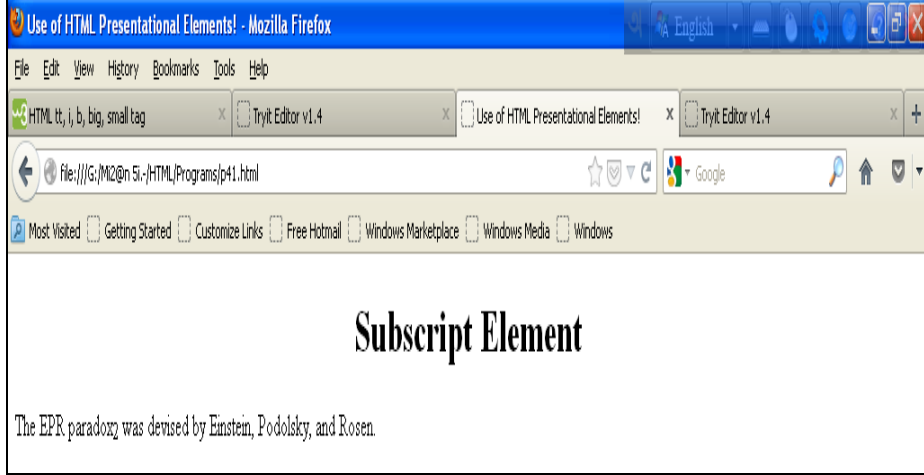 Use of HTML Presentational Elements! - Mozilla Firefox
English
File Edit View History Bookmarks Tools Help
HTML tt, i, b, big, small tag
Tryit Editor v1.4
Use of HTML Presentational Elements!
Tryit Editor v1.4
file:///G:/Mi2@n 5i.-/HTML/Programs/p41.html
Google
Most Visited Getting Started Customize Links Free Hotmail Windows Marketplace Windows Media Windows
Subscript Element
The EPR paradox2 was devised by Einstein, Podolsky, and Rosen.